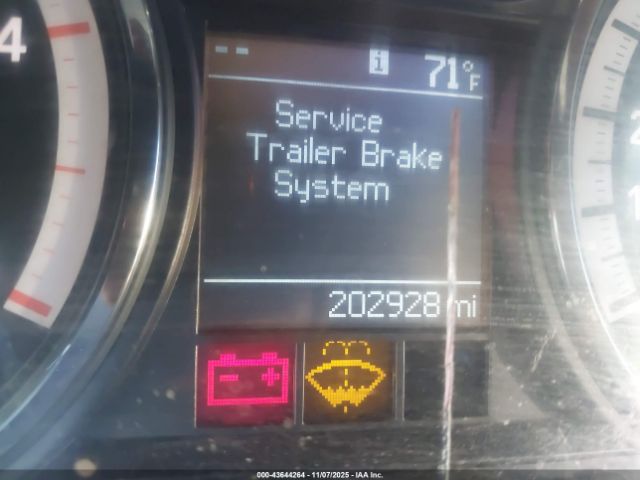 4
-- i 71°F
Service
Trailer Brake
System
202928 mi
- +
000-43644264 - 11/07/2025 - IAA Inc.